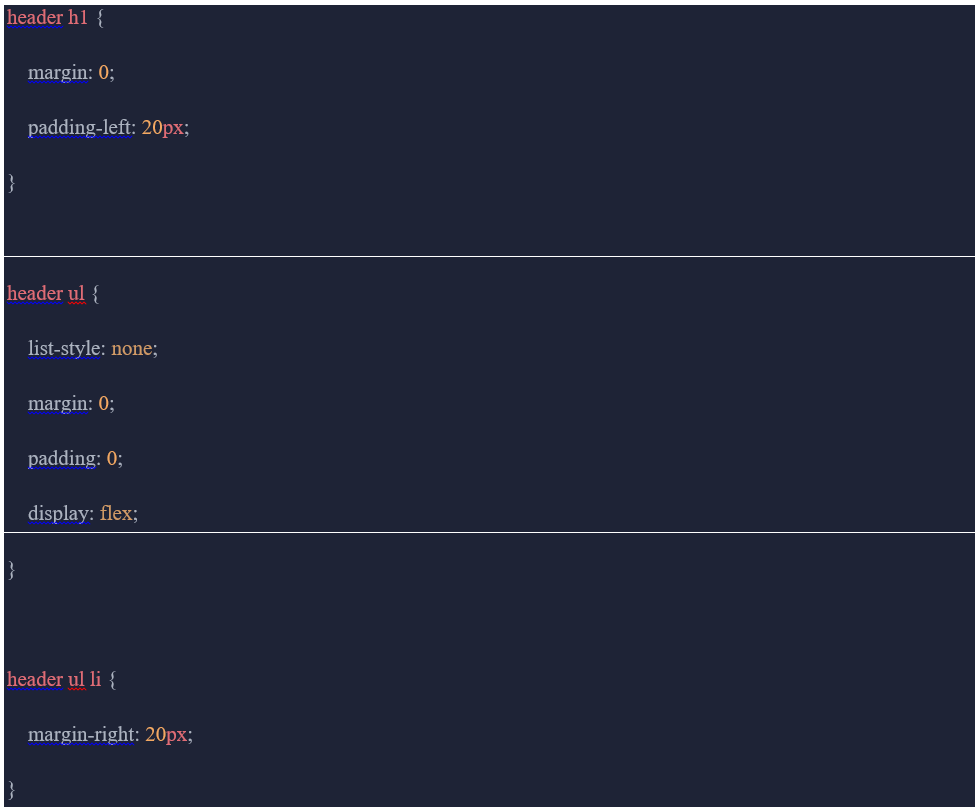 header h1 {
margin: 0;
padding-left: 20px;
}
header ul {
list-style: none;
margin: 0;
padding: 0;
display: flex;
}
header ul li {
margin-right: 20px;
}